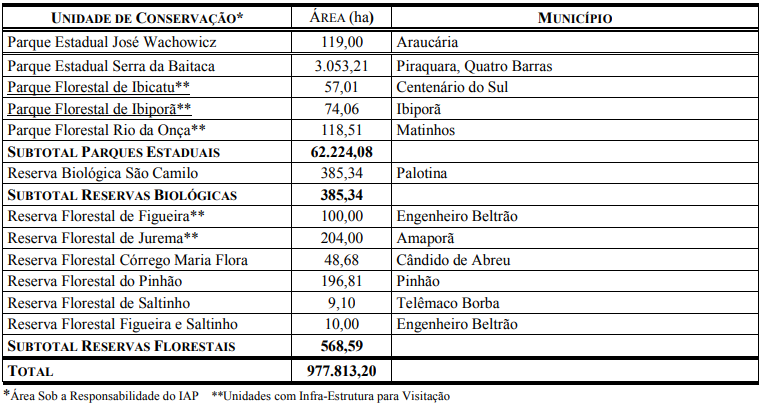 UNIDADE DE CONSERVAÇÃO* ÁREA (ha) MUNICÍPIO
Parque Estadual José Wachowicz 119,00 Araucária
Parque Estadual Serra da Baitaca 3.053,21 Piraquara, Quatro Barras
Parque Florestal de Ibicatu** 57,01 Centenário do Sul
Parque Florestal de Ibiporã** 74,06 Ibiporã
Parque Florestal Rio da Onça** 118,51 Matinhos
SUBTOTAL PARQUES ESTADUAIS 62.224,08
Reserva Biológica São Camilo 385,34 Palotina
SUBTOTAL RESERVAS BIOLÓGICAS 385,34
Reserva Florestal de Figueira** 100,00 Engenheiro Beltrão
Reserva Florestal de Jurema** 204,00 Amaporã
Reserva Florestal Córrego Maria Flora 48,68 Cândido de Abreu
Reserva Florestal do Pinhão 196,81 Pinhão
Reserva Florestal de Saltinho 9,10 Telêmaco Borba
Reserva Florestal Figueira e Saltinho 10,00 Engenheiro Beltrão
SUBTOTAL RESERVAS FLORESTAIS 568,59
TOTAL 977.813,20
*Área Sob a Responsabilidade do IAP **Unidades com Infra-Estrutura para Visitação